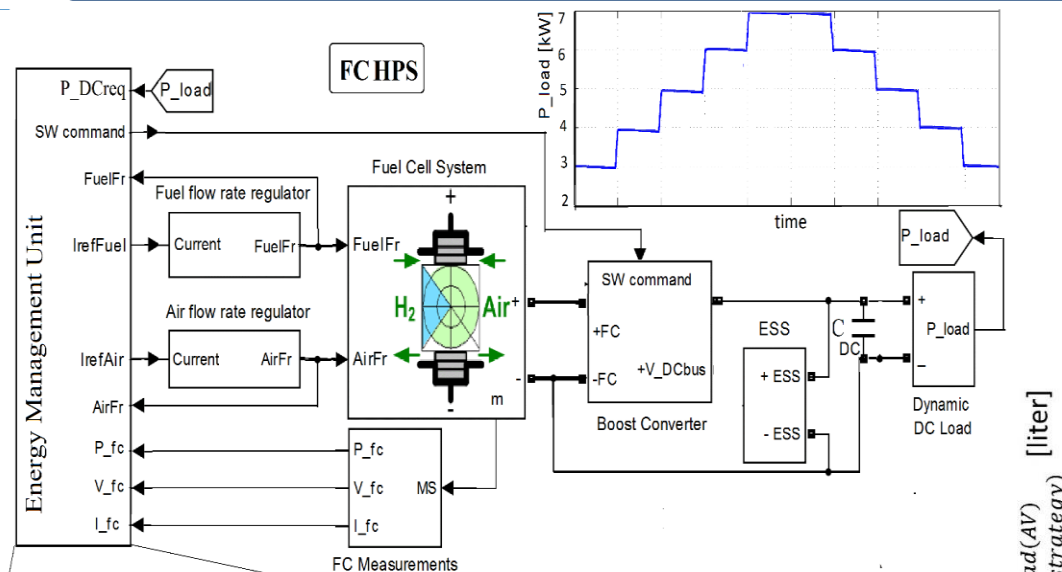 FC HPS
P_load [kW]
7
6
5
4
3
2
time
Energy Management Unit
P_DCreq
P_load
SW command
FuelFr
IrefFuel
IrefAir
AirFr
P_fc
V_fc
I_fc
Fuel flow rate regulator
Current
FuelFr
Air flow rate regulator
Current
AirFr
Fuel Cell System
+
FuelFr
H2
Air
+
AirFr
-
-
m
P_fc
V_fc
MS
I_fc
FC Measurements
SW command
+FC
+V_DCbus
-FC
Boost Converter
ESS
+ ESS
- ESS
C
DC
P_load
+
P_load
–
Dynamic
DC Load
[liter]
ad(AV)
trategy)